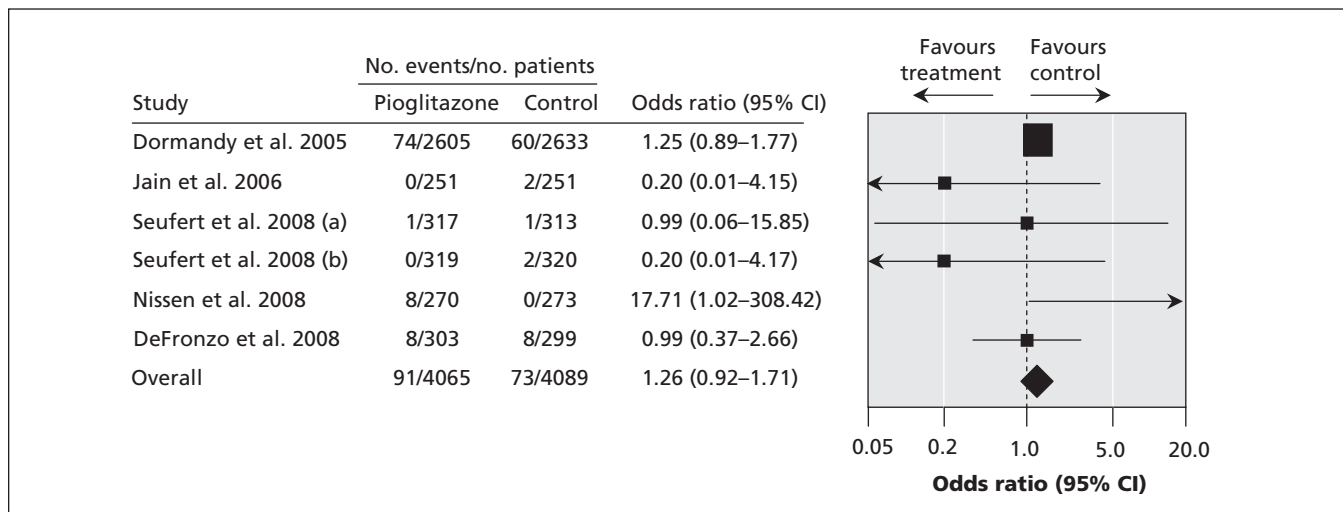 Favours treatment
Favours control
No. events/no. patients
Study Pioglitazone Control Odds ratio (95% CI)
Dormandy et al. 2005 74/2605 60/2633 1.25 (0.89–1.77)
Jain et al. 2006 0/251 2/251 0.20 (0.01–4.15)
Seufert et al. 2008 (a) 1/317 1/313 0.99 (0.06–15.85)
Seufert et al. 2008 (b) 0/319 2/320 0.20 (0.01–4.17)
Nissen et al. 2008 8/270 0/273 17.71 (1.02–308.42)
DeFronzo et al. 2008 8/303 8/299 0.99 (0.37–2.66)
Overall 91/4065 73/4089 1.26 (0.92–1.71)
0.05 0.2 1.0 5.0 20.0
Odds ratio (95% CI)